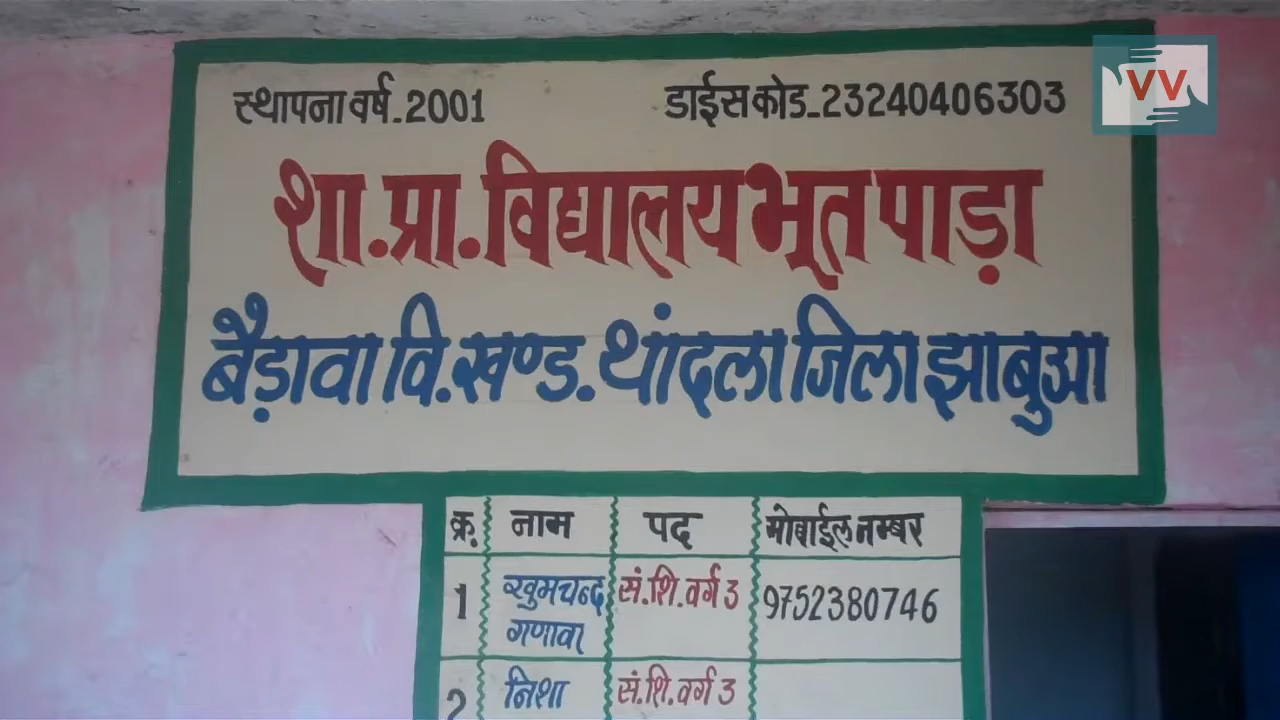 स्थापना वर्ष.2001 डाईस कोड_23240406303
VV
शा.प्रा.विद्यालय भूत पाड़ा
बैड़ावा वि.खण्ड. थांदला जिला झाबुआ
क्र. नाम पद मोबाईल नम्बर
1 खुमचन्द गणावा सं.शि.वर्ग 3 9752380746
2 निशा सं.शि.वर्ग 3